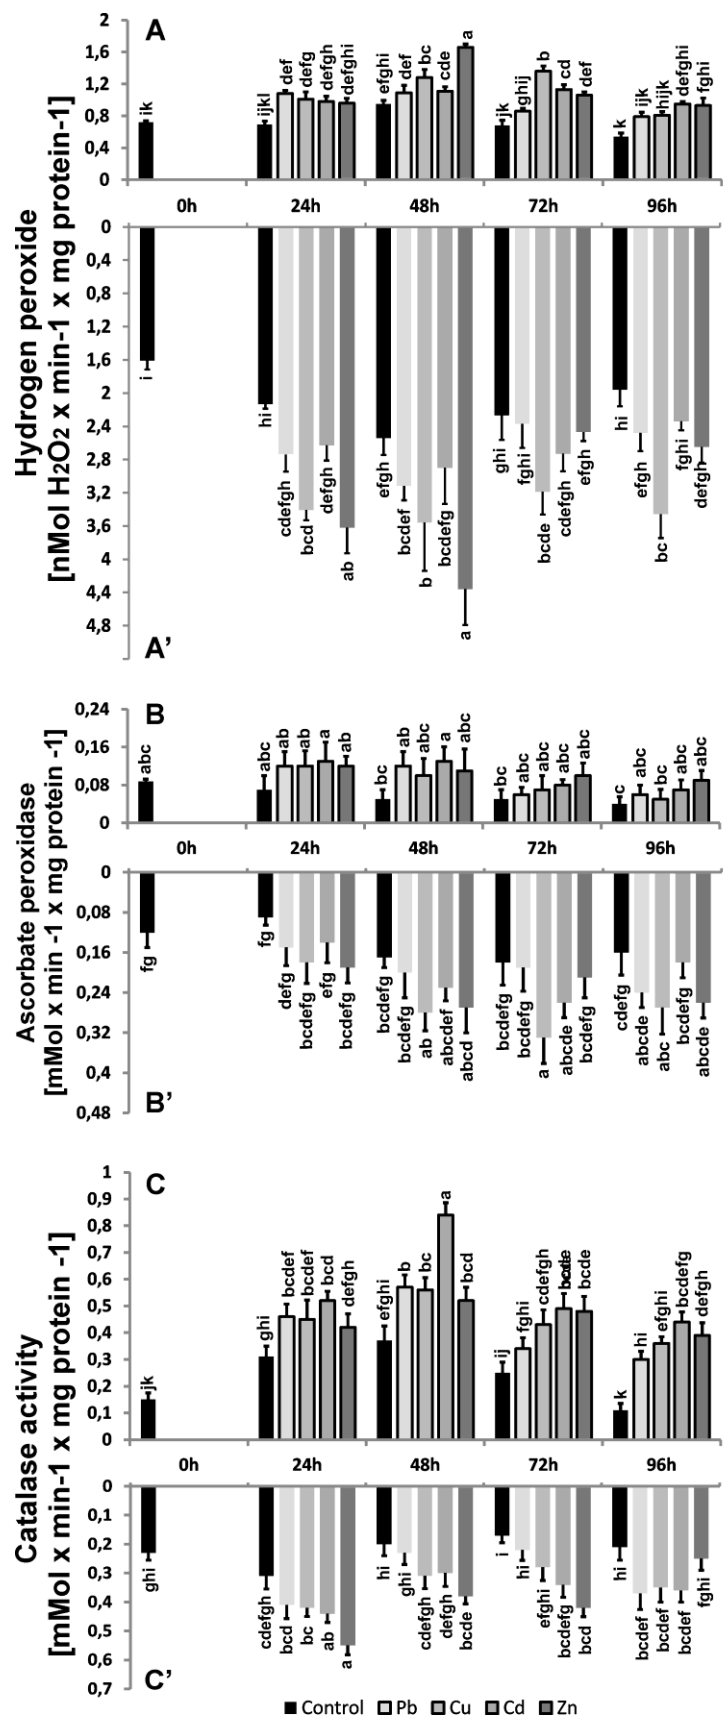 A
Hydrogen peroxide
[nMol H2O2 x min-1 x mg protein-1]
2
1,6
1,2
0,8
0,4
0
ik
ijkl
def
defg
defgh
defghi
efghi
def
bc
cde
a
jk
ghij
b
cd
def
k
ijk
hijk
defghi
fghi
0h
24h
48h
72h
96h
0
0,4
0,8
1,2
1,6
2
2,4
2,8
3,2
3,6
4
4,4
4,8
i
hi
cdefgh
bcd
defgh
ab
efgh
bcdef
b
bcdefg
a
ghi
fghi
bcde
cdefgh
efgh
hi
efgh
bc
fghi
defgh
A'
B
Ascorbate peroxidase
[mMol x min -1 x mg protein -1]
0,24
0,16
0,08
0
abc
abc
ab
ab
a
ab
bc
ab
abc
a
abc
bc
abc
abc
abc
abc
c
abc
bc
abc
abc
0h
24h
48h
72h
96h
0
0,08
0,16
0,24
0,32
0,4
0,48
fg
fg
defg
bcdefg
efg
bcdefg
bcdefg
bcdefg
ab
abcdef
abcd
bcdefg
bcdefg
a
abcde
bcdefg
cdefg
abcde
abc
bcdefg
abcde
B'
C
Catalase activity
[mMol x min-1 x mg protein -1]
1
0,9
0,8
0,7
0,6
0,5
0,4
0,3
0,2
0,1
0
jk
ghi
bcdef
bcdef
bcd
defgh
efghi
b
bc
a
bcd
ij
fghi
cdefgh
bcde
k
hi
efghi
bcdefg
defgh
0h
24h
48h
72h
96h
0
0,1
0,2
0,3
0,4
0,5
0,6
0,7
ghi
cdefgh
bcd
bc
ab
a
hi
ghi
cdefgh
defgh
bcde
i
hi
efghi
bcdefg
bcd
hi
bcdef
bcdef
bcdef
fghi
C'
Control Pb Cu Cd Zn